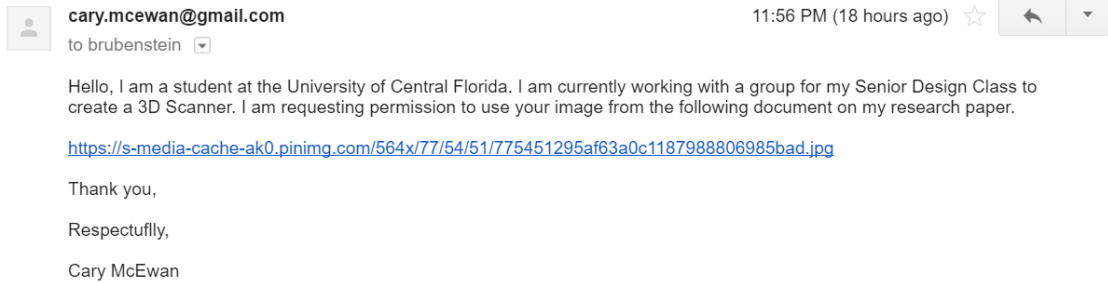 cary.mcewan@gmail.com 11:56 PM (18 hours ago)
to brubenstein
Hello, I am a student at the University of Central Florida. I am currently working with a group for my Senior Design Class to
create a 3D Scanner. I am requesting permission to use your image from the following document on my research paper.
https://s-media-cache-ak0.pinimg.com/564x/77/54/51/775451295af63a0c1187988806985bad.jpg
Thank you,
Respectuflly,
Cary McEwan